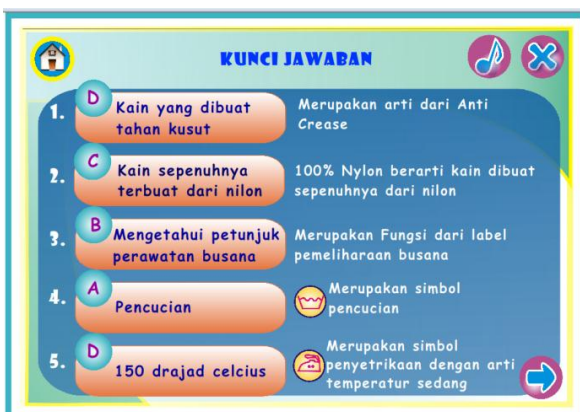 KUNCI JAWABAN
1. D Kain yang dibuat
tahan kusut
Merupakan arti dari Anti
Crease
2. C Kain sepenuhnya
terbuat dari nilon
100% Nylon berarti kain dibuat
sepenuhnya dari nilon
3. B Mengetahui petunjuk
perawatan busana
Merupakan Fungsi dari label
pemeliharaan busana
4. A Pencucian
Merupakan simbol
pencucian
5. D 150 drajad celcius
Merupakan simbol
penyetrikaan dengan arti
temperatur sedang